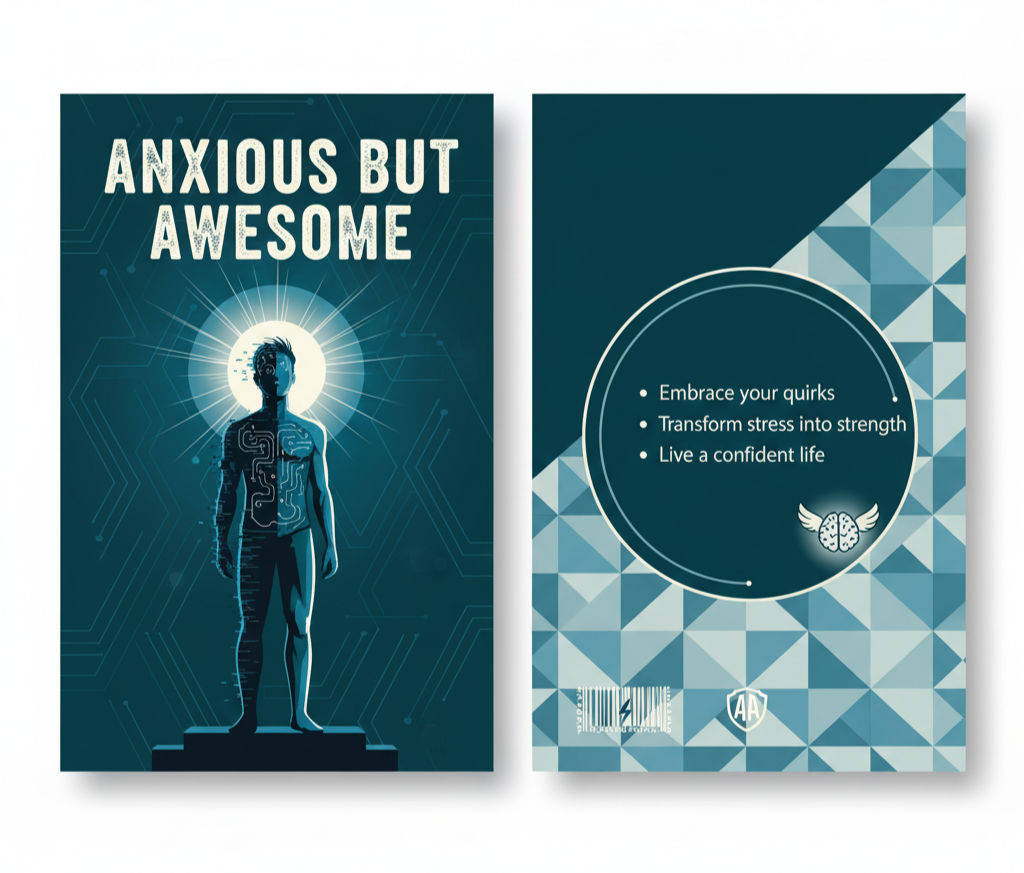 ANXIOUS BUT
AWESOME
• Embrace your quirks
• Transform stress into strength
• Live a confident life
AA